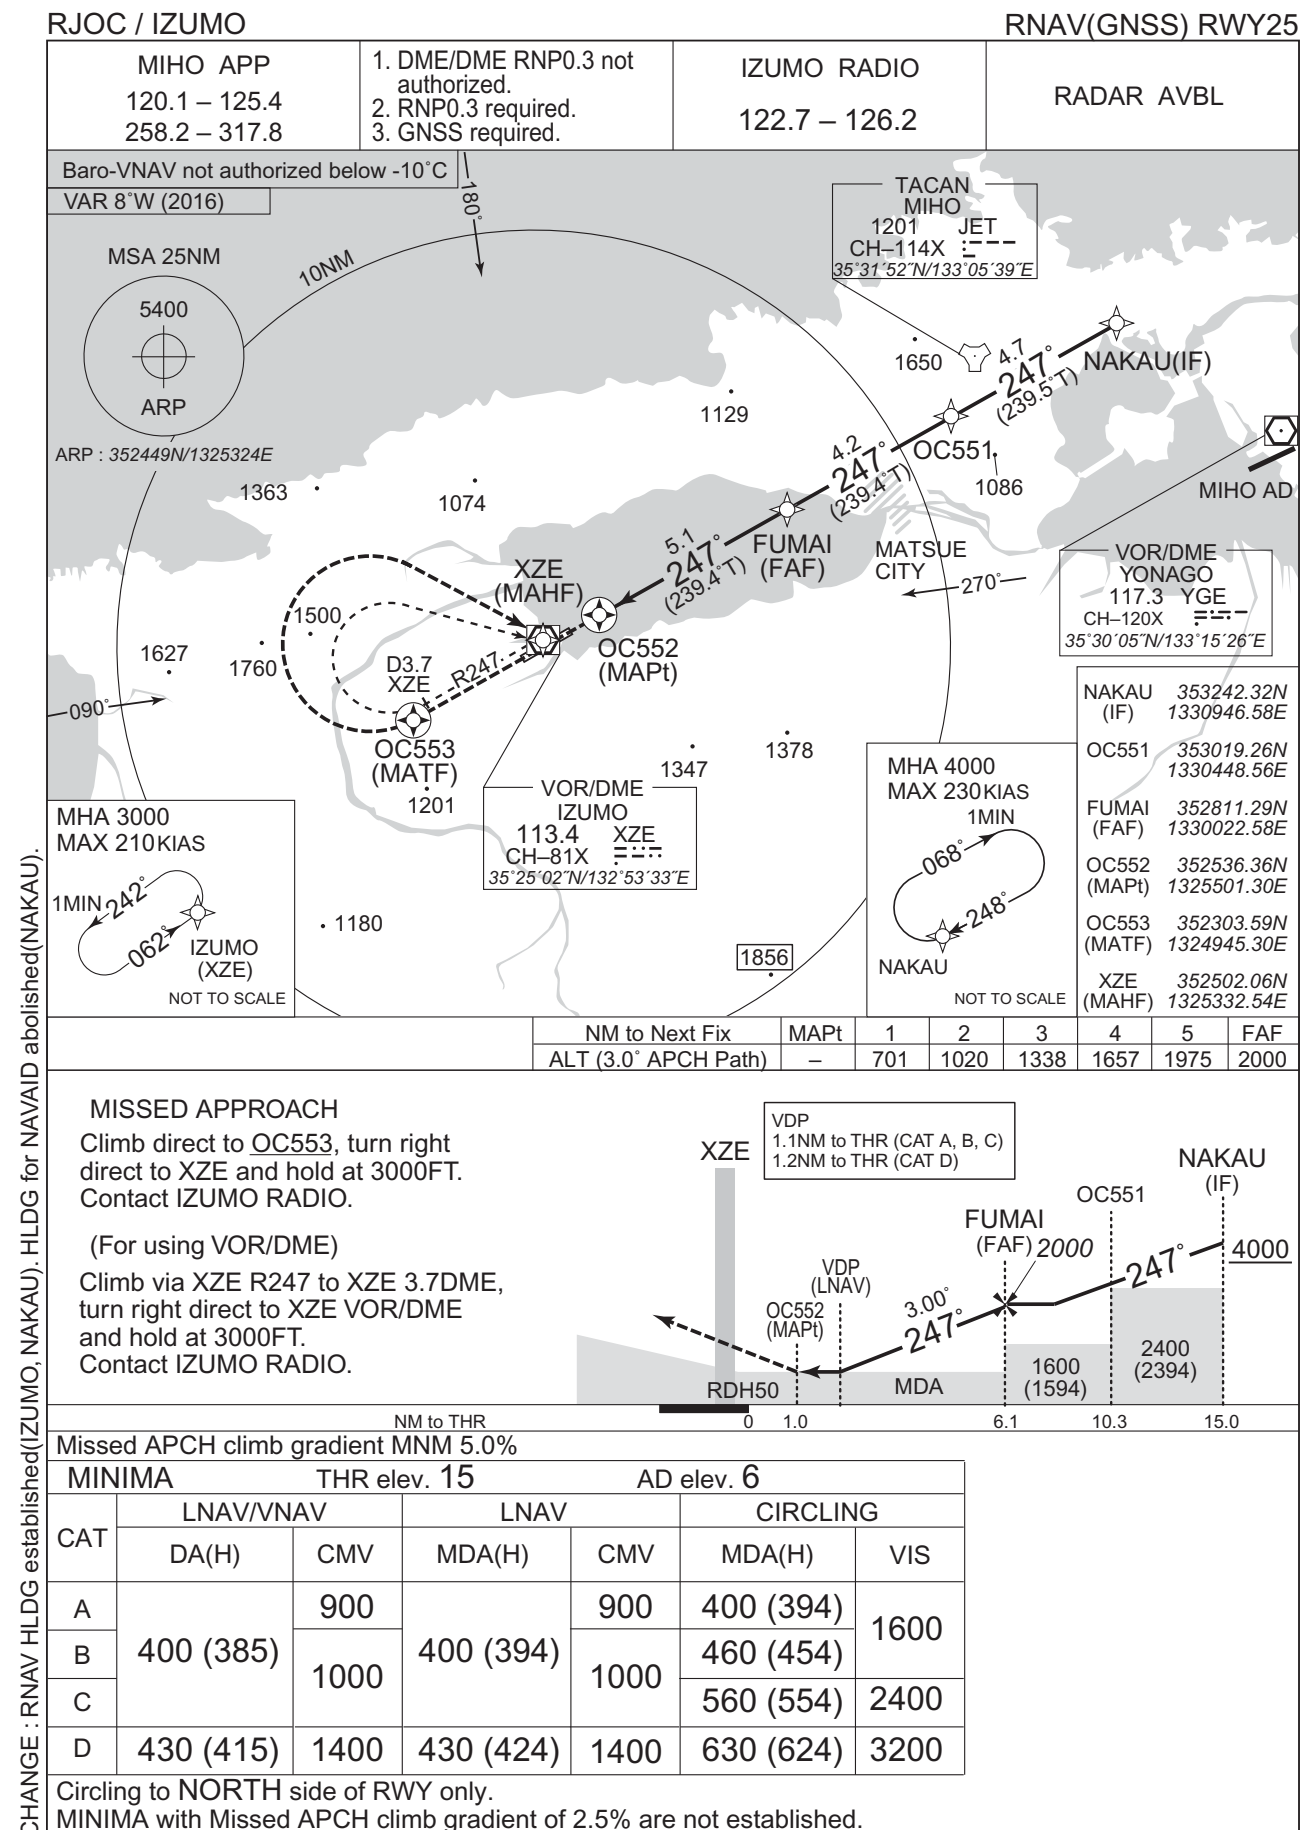 RJOC / IZUMO
RNAV(GNSS) RWY25
MIHO APP
120.1 – 125.4
258.2 – 317.8
1. DME/DME RNP0.3 not
authorized.
2. RNP0.3 required.
3. GNSS required.
IZUMO RADIO
122.7 – 126.2
RADAR AVBL
Baro-VNAV not authorized below -10˚C
VAR 8˚W (2016)
180˚
MSA 25NM
5400
ARP
ARP : 352449N/1325324E
10NM
TACAN
MIHO
1201 JET
CH–114X
35˚31´52˝N/133˚05´39˝E
1650
4.7
247˚
(239.5˚T)
NAKAU(IF)
1129
OC551
4.2
247˚
(239.4˚T)
1086
MIHO AD
1363
1074
5.1
247˚
(239.4˚T)
FUMAI
(FAF)
MATSUE
CITY
270˚
VOR/DME
YONAGO
117.3 YGE
CH–120X
35˚30´05˝N/133˚15´26˝E
XZE
(MAHF)
OC552
(MAPt)
1500
1760
1627
D3.7
XZE
R247
090˚
OC553
(MATF)
1201
1347
1378
VOR/DME
IZUMO
113.4 XZE
CH–81X
35˚25´02˝N/132˚53´33˝E
NAKAU 353242.32N
(IF) 1330946.58E
OC551 353019.26N
1330448.56E
FUMAI 352811.29N
(FAF) 1330022.58E
OC552 352536.36N
(MAPt) 1325501.30E
OC553 352303.59N
(MATF) 1324945.30E
XZE 352502.06N
(MAHF) 1325332.54E
MHA 3000
MAX 210KIAS
1MIN
242˚
062˚
IZUMO
(XZE)
NOT TO SCALE
1180
1856
MHA 4000
MAX 230KIAS
1MIN
068˚
248˚
NAKAU
NOT TO SCALE
NM to Next Fix MAPt 1 2 3 4 5 FAF
ALT (3.0˚ APCH Path) – 701 1020 1338 1657 1975 2000
MISSED APPROACH
Climb direct to OC553, turn right
direct to XZE and hold at 3000FT.
Contact IZUMO RADIO.
(For using VOR/DME)
Climb via XZE R247 to XZE 3.7DME,
turn right direct to XZE VOR/DME
and hold at 3000FT.
Contact IZUMO RADIO.
VDP
1.1NM to THR (CAT A, B, C)
1.2NM to THR (CAT D)
XZE
NAKAU
(IF)
OC551
FUMAI
(FAF) 2000
4000
247˚
VDP
(LNAV)
OC552
(MAPt)
3.00˚
247˚
2400
(2394)
1600
(1594)
MDA
RDH50
NM to THR 0 1.0 6.1 10.3 15.0
Missed APCH climb gradient MNM 5.0%
MINIMA THR elev. 15 AD elev. 6
CAT LNAV/VNAV LNAV CIRCLING
DA(H) CMV MDA(H) CMV MDA(H) VIS
A 400 (385) 900 400 (394) 900 400 (394) 1600
B 1000 1000 460 (454)
C 560 (554) 2400
D 430 (415) 1400 430 (424) 1400 630 (624) 3200
Circling to NORTH side of RWY only.
MINIMA with Missed APCH climb gradient of 2.5% are not established.
CHANGE : RNAV HLDG established(IZUMO, NAKAU). HLDG for NAVAID abolished(NAKAU).